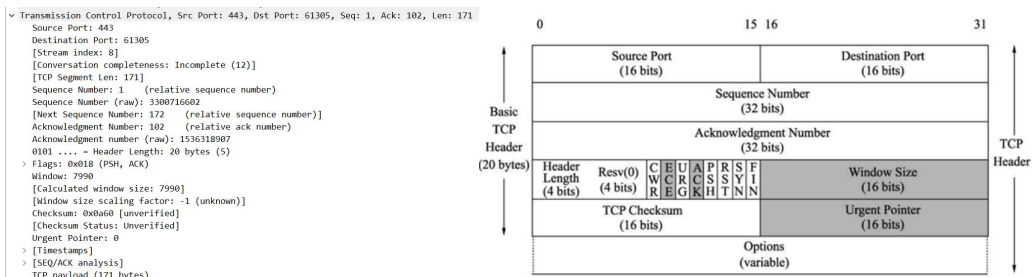 Transmission Control Protocol, Src Port: 443, Dst Port: 61305, Seq: 1, Ack: 102, Len: 171
Source Port: 443
Destination Port: 61305
[Stream index: 8]
[Conversation completeness: Incomplete (12)]
[TCP Segment Len: 171]
Sequence Number: 1 (relative sequence number)
Sequence Number (raw): 3300716602
[Next Sequence Number: 172 (relative sequence number)]
Acknowledgment Number: 102 (relative ack number)
Acknowledgment number (raw): 1536318907
0101 .... = Header Length: 20 bytes (5)
Flags: 0x018 (PSH, ACK)
Window: 7990
[Calculated window size: 7990]
[Window size scaling factor: -1 (unknown)]
Checksum: 0x0a60 [unverified]
[Checksum Status: Unverified]
Urgent Pointer: 0
[Timestamps]
[SEQ/ACK analysis]
TCP payload (171 bytes)
0 15 16 31
Source Port
(16 bits)
Destination Port
(16 bits)
Sequence Number
(32 bits)
Acknowledgment Number
(32 bits)
Header
Length
(4 bits)
Resv(0)
(4 bits)
C E U A P R S F
W C R C S S Y I
R E G K H T N N
Window Size
(16 bits)
TCP Checksum
(16 bits)
Urgent Pointer
(16 bits)
Options
(variable)
Basic
TCP
Header
(20 bytes)
TCP
Header